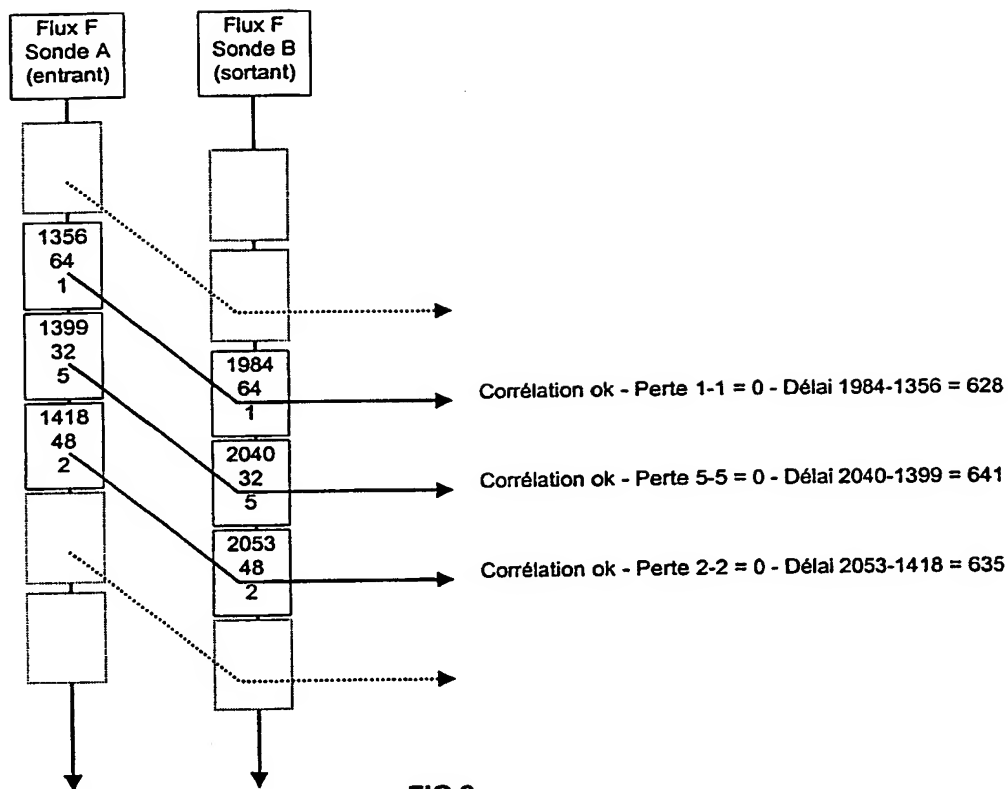 Flux F
Sonde A
(entrant)
Flux F
Sonde B
(sortant)
1356
64
1
1399
32
5
1418
48
2
1984
64
1
2040
32
5
2053
48
2
Corrélation ok - Perte 1-1 = 0 - Délai 1984-1356 = 628
Corrélation ok - Perte 5-5 = 0 - Délai 2040-1399 = 641
Corrélation ok - Perte 2-2 = 0 - Délai 2053-1418 = 635